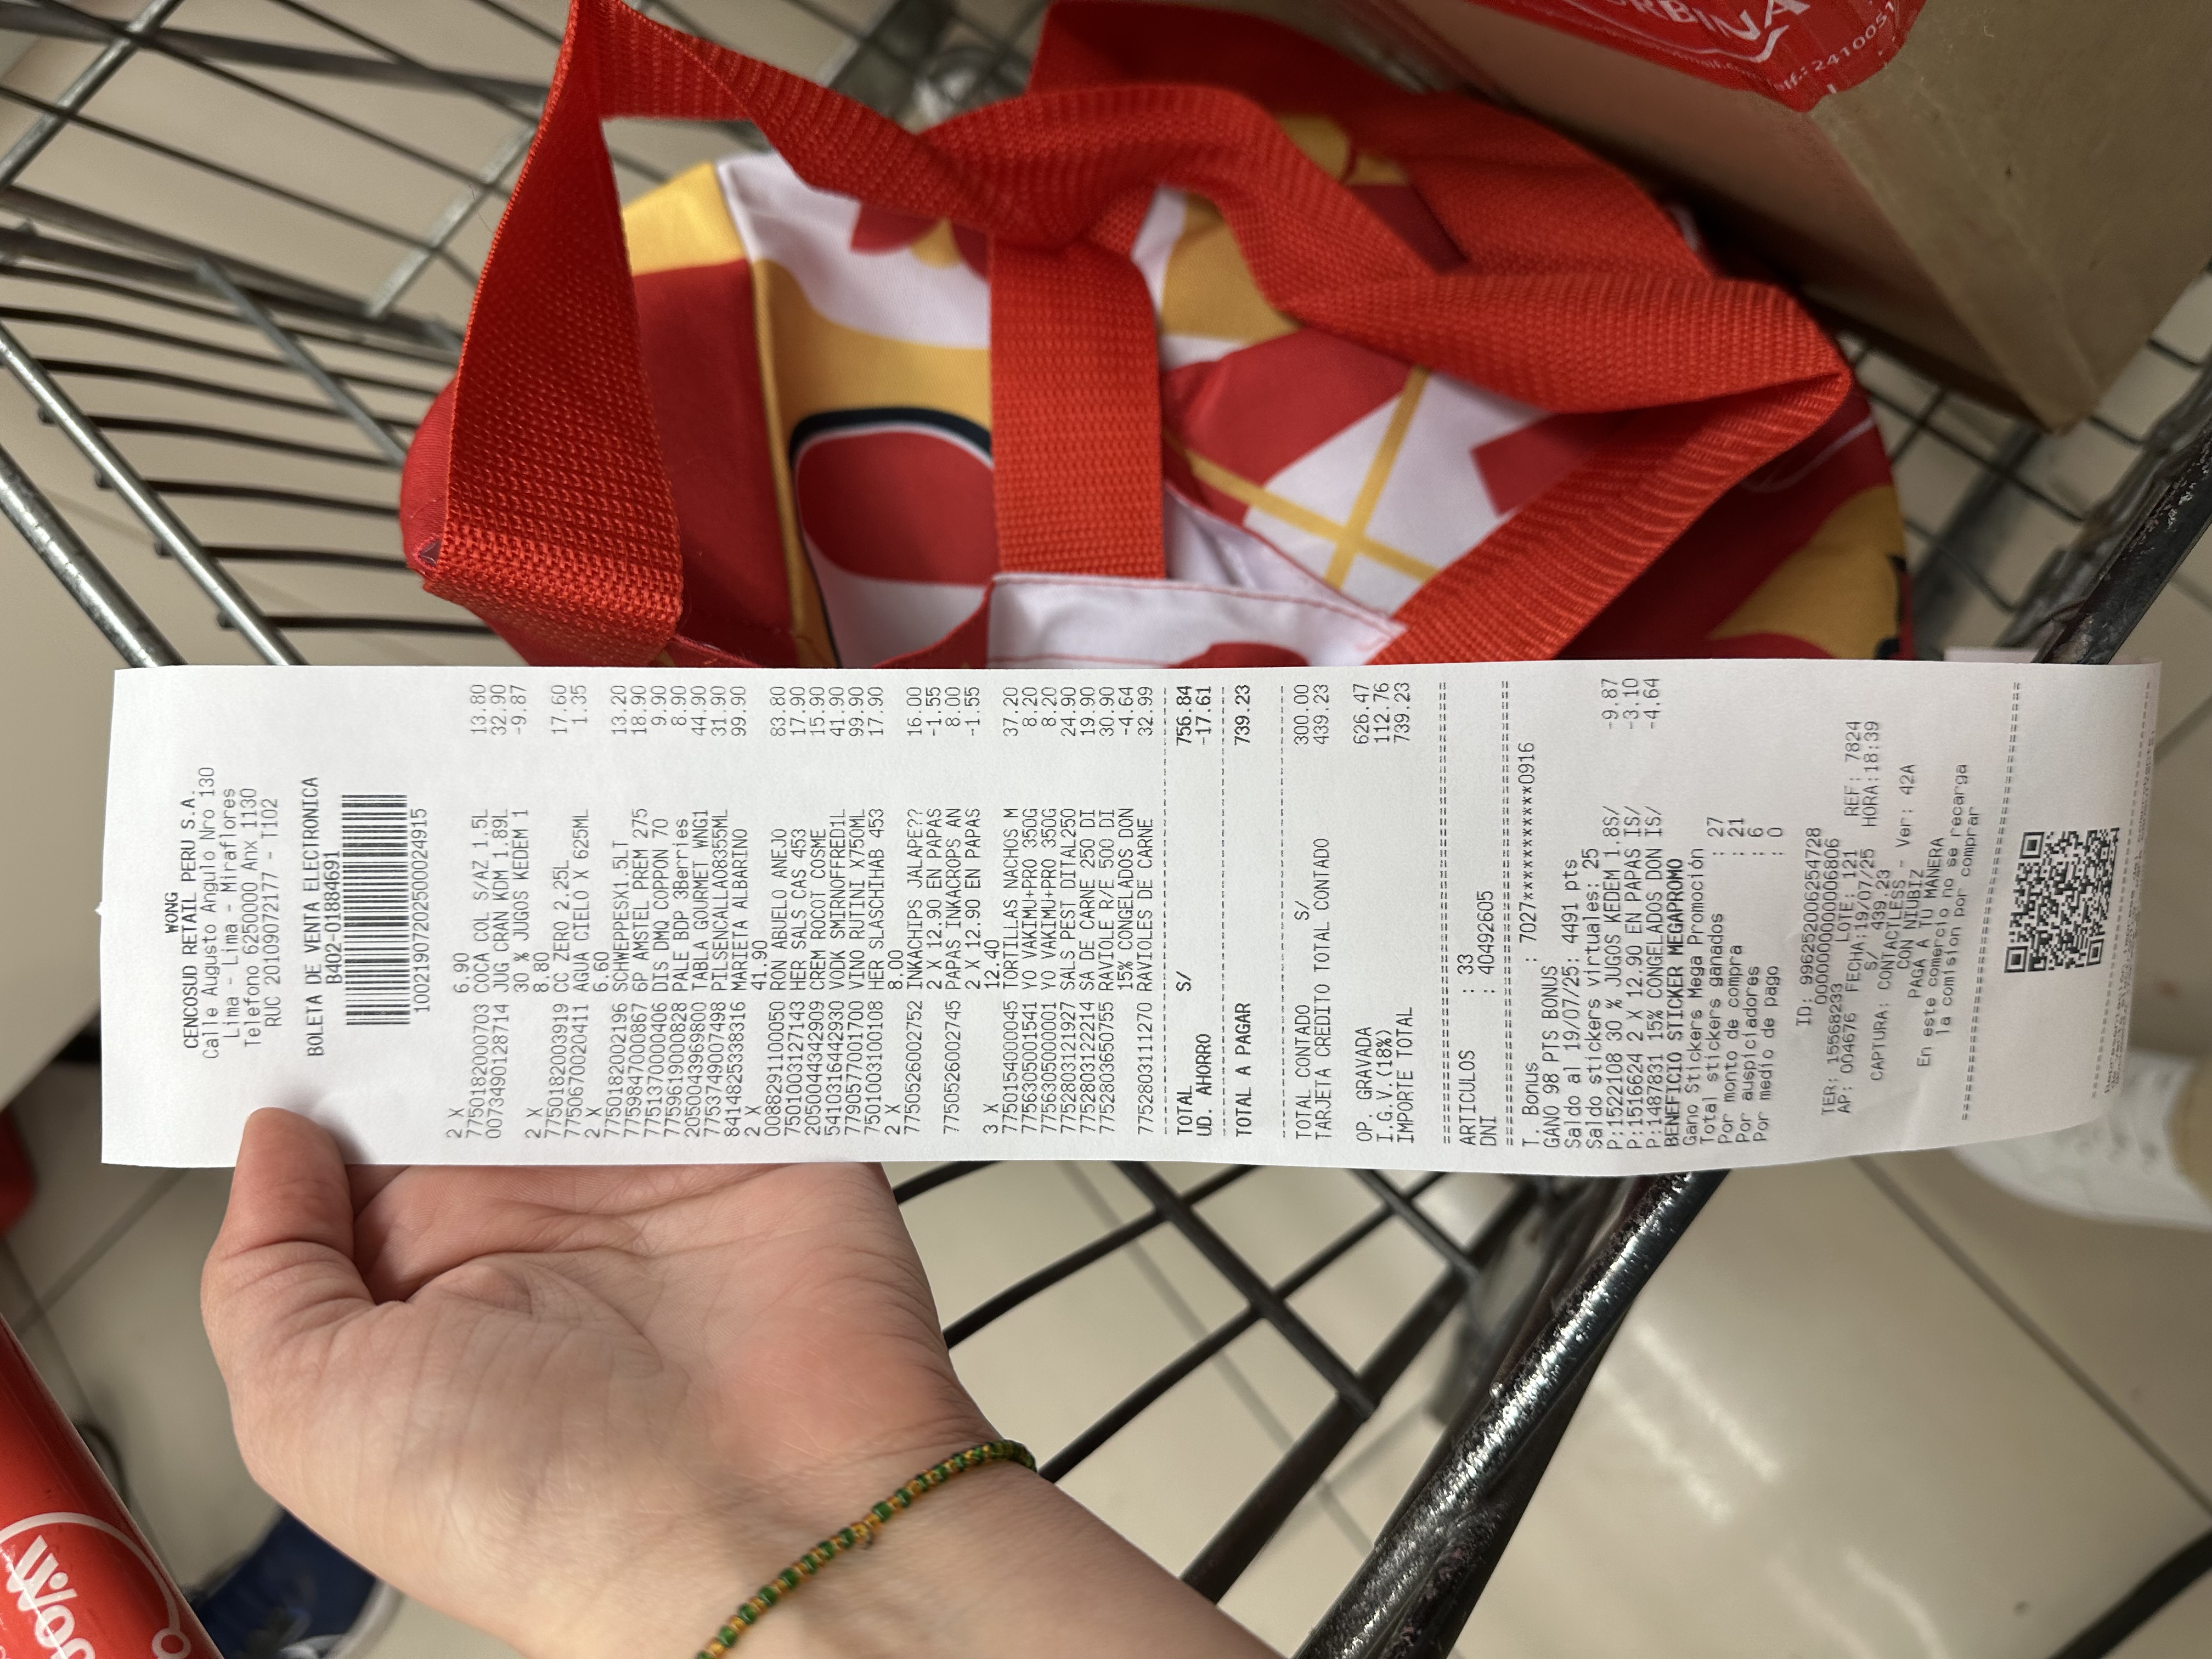 Won
WONG
CENCOSUD RETAIL PERU S.A.
Calle Augusto Angulo Nro 130
Lima - Lima - Miraflores
Telefono 6250000 Anx 1130
RUC 20109072177 - T102
BOLETA DE VENTA ELECTRONICA
B402-01884691
10021907202500024915
2 X 6.90
7750182000703 COCA COL S/AZ 1.5L 13.80
0073490128714 JUG CRAN KDM 1.89L 32.90
30 % JUGOS KEDEM 1 -9.87
2 X 8.80
7750182003919 CC ZERO 2.25L 17.60
7750670020411 AGUA CIELO X 625ML 1.35
2 X 6.60
7750182002196 SCHWEPPESX1.5LT 13.20
7759847000867 6P AMSTEL PREM 275 18.90
7751370000406 DIS DMQ COPPON 70 9.90
7759619000828 PALE BDP 3Berries 8.90
2050043969800 TABLA GOURMET WNG1 44.90
7753749007498 PILSENCALLAO8355ML 31.90
8414825338316 MARIETA ALBARINO 99.90
2 X 41.90
0088291100050 RON ABUELO ANEJO 83.80
7501003127143 HER SALS CAS 453 17.90
2050044342909 CREM ROCOT COSME 15.90
5410316442930 VODK SMIRNOFFRED1L 41.90
7790577001700 VINO RUTINI X750ML 99.90
7501003100108 HER SLASCHIHAB 453 17.90
2 X 8.00
7750526002752 INKACHIPS JALAPE?? 16.00
2 X 12.90 EN PAPAS -1.55
7750526002745 PAPAS INKACROPS AN 8.00
2 X 12.90 EN PAPAS -1.55
3 X 12.40
7750154000045 TORTILLAS NACHOS M 37.20
7756305001541 YO VAKIMU+PRO 350G 8.20
7756305000001 YO VAKIMU+PRO 350G 8.20
7752803121927 SALS PEST DITAL250 24.90
7752803122214 SA DE CARNE 250 DI 19.90
7752803650755 RAVIOLE R/E 500 DI 30.90
15% CONGELADOS DON -4.64
7752803111270 RAVIOLES DE CARNE 32.99
TOTAL S/ 756.84
UD. AHORRO -17.61
TOTAL A PAGAR 739.23
TOTAL CONTADO S/ 300.00
TARJETA CREDITO TOTAL CONTADO 439.23
OP. GRAVADA 626.47
I.G.V.(18%) 112.76
IMPORTE TOTAL 739.23
ARTICULOS : 33
DNI : 40492605
T. Bonus : 7027***********0916
GANO 98 PTS BONUS
Saldo al 19/07/25: 4491 pts
Saldo stickers virtuales: 25
P:1522108 30 % JUGOS KEDEM 1.8S/ -9.87
P:1516624 2 X 12.90 EN PAPAS IS/ -3.10
P:1487831 15% CONGELADOS DON IS/ -4.64
BENEFICIO STICKER MEGAPROMO
Gano Stickers Mega Promoción
Total stickers ganados : 27
Por monto de compra : 21
Por auspiciadores : 6
Por medio de pago : 0
ID: 996252006254728
0000000000006806
TER: 15568233 LOTE: 121 REF: 7824
AP: 004676 FECHA:19/07/25 HORA:18:39
S/ 439.23
CAPTURA: CONTACTLESS - Ver: 42A
CON NIUBIZ
PAGA A TU MANERA
En este comercio no se recarga
la comision por comprar